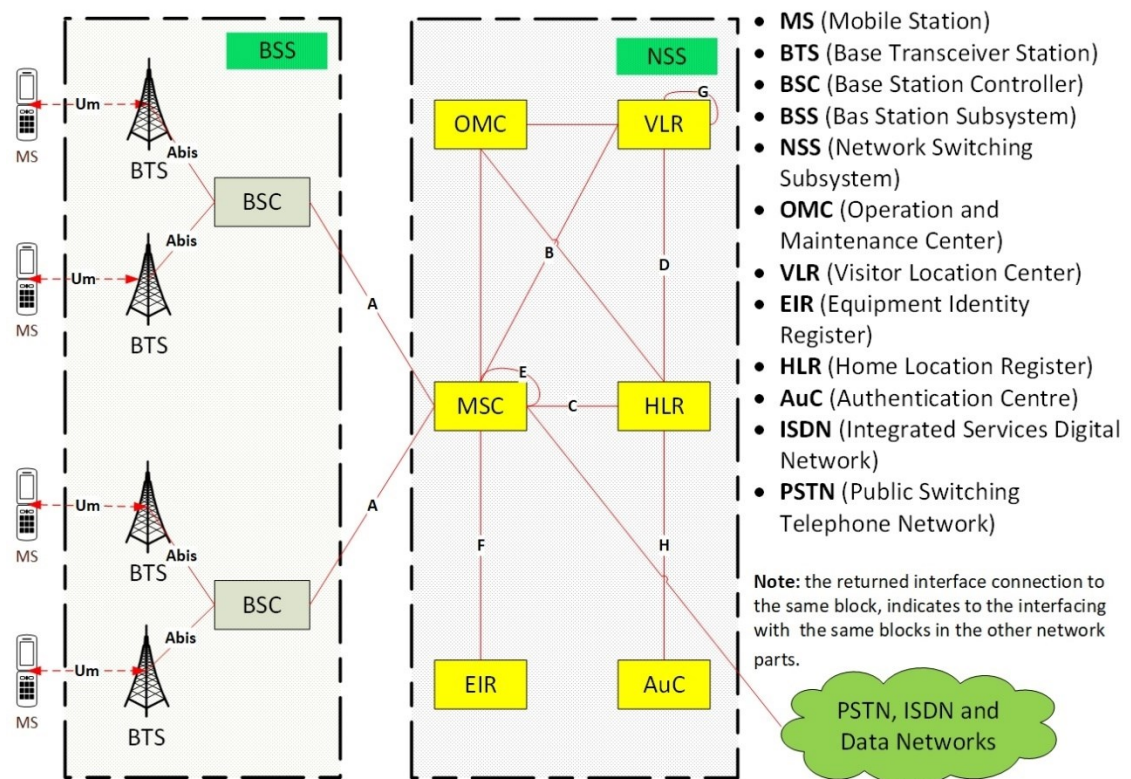 BSS
Um
MS
BTS
Abis
BSC
Abis
Um
MS
BTS
A
A
Um
MS
BTS
Abis
BSC
Abis
Um
MS
BTS
NSS
OMC
VLR
G
B
D
E
MSC
C
HLR
F
H
EIR
AuC
• MS (Mobile Station)
• BTS (Base Transceiver Station)
• BSC (Base Station Controller)
• BSS (Bas Station Subsystem)
• NSS (Network Switching
Subsystem)
• OMC (Operation and
Maintenance Center)
• VLR (Visitor Location Center)
• EIR (Equipment Identity
Register)
• HLR (Home Location Register)
• AuC (Authentication Centre)
• ISDN (Integrated Services Digital
Network)
• PSTN (Public Switching
Telephone Network)
Note: the returned interface connection to
the same block, indicates to the interfacing
with the same blocks in the other network
parts.
PSTN, ISDN and
Data Networks